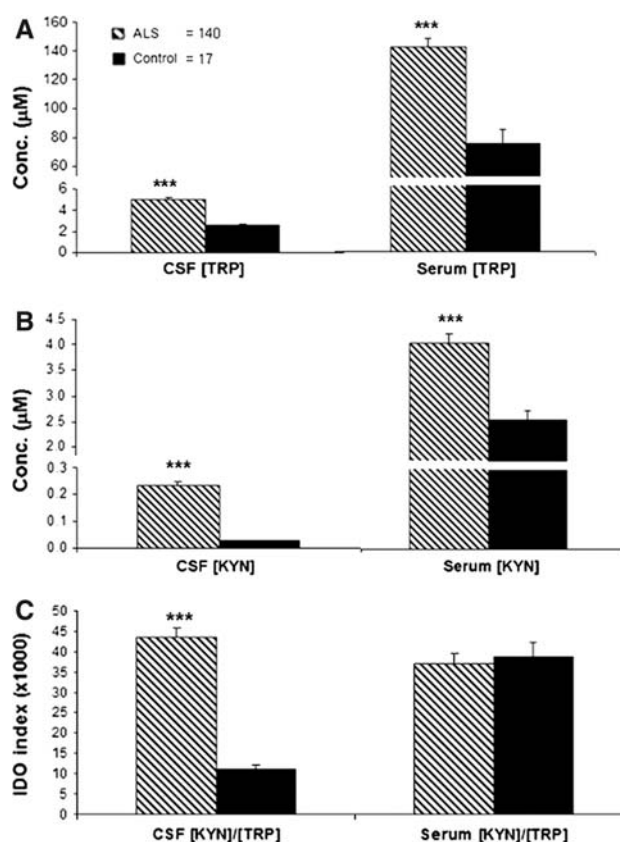 A
Conc. (μM)
160
140
120
100
80
60
6
4
2
0
ALS = 140
Control = 17
***
***
CSF [TRP]
Serum [TRP]
B
Conc. (μM)
4.5
4.0
3.5
3.0
2.5
2.0
0.3
0.2
0.1
0.0
***
***
CSF [KYN]
Serum [KYN]
C
IDO index (x1000)
50
45
40
35
30
25
20
15
10
5
0
***
CSF [KYN]/[TRP]
Serum [KYN]/[TRP]